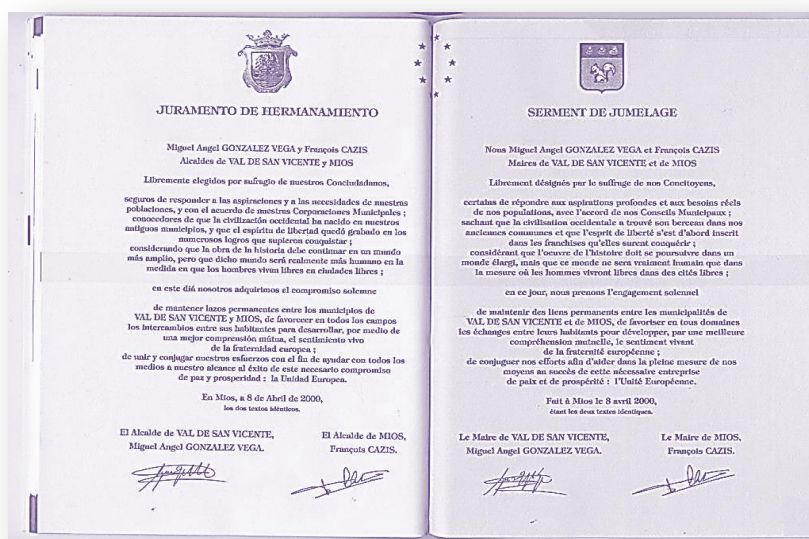 JURAMENTO DE HERMANAMIENTO
Miguel Angel GONZALEZ VEGA y François CAZIS
Alcaldes de VAL DE SAN VICENTE y MIOS
Libremente elegidos por sufragio de nuestros Conciudadanos,
seguros de responder a las aspiraciones y a las necesidades de nuestras
poblaciones, y con el acuerdo de nuestras Corporaciones Municipales ;
conocedores de que la civilización occidental ha nacido en nuestros
antiguos municipios, y que el espíritu de libertad quedó grabado en los
numerosos logros que supieron conquistar ;
considerando que la obra de la historia debe continuar en un mundo
más amplio, pero que dicho mundo será realmente más humano en la
medida en que los hombres vivan libres en ciudades libres ;
en este diá nosotros adquirimos el compromiso solemne
de mantener lazos permanentes entre los municipios de
VAL DE SAN VICENTE y MIOS, de favorecer en todos los campos
los intercambios entre sus habitantes para desarrollar, por medio de
una mejor comprensión mútua, el sentimiento vivo
de la fraternidad europea ;
de unir y conjugar nuestros esfuerzos con el fin de ayudar con todos los
medios a nuestro alcance al éxito de este necesario compromiso
de paz y prosperidad : la Unidad Europea.
En Mios, a 8 de Abril de 2000,
los dos textos idénticos.
El Alcalde de VAL DE SAN VICENTE,
Miguel Angel GONZALEZ VEGA.
El Alcalde de MIOS,
François CAZIS.
SERMENT DE JUMELAGE
Nous Miguel Angel GONZALEZ VEGA et François CAZIS
Maires de VAL DE SAN VICENTE et de MIOS
Librement désignés par le suffrage de nos Concitoyens,
certains de répondre aux aspirations profondes et aux besoins réels
de nos populations, avec l'accord de nos Conseils Municipaux ;
sachant que la civilisation occidentale a trouvé son berceau dans nos
anciennes communes et que l'esprit de liberté s'est d'abord inscrit
dans les franchises qu'elles surent conquérir ;
considérant que l'oeuvre de l'histoire doit se poursuivre dans un
monde élargi, mais que ce monde ne sera vraiment humain que dans
la mesure où les hommes vivront libres dans des cités libres ;
en ce jour, nous prenons l'engagement solennel
de maintenir des liens permanents entre les municipalités de
VAL DE SAN VICENTE et de MIOS, de favoriser en tous domaines
les échanges entre leurs habitants pour développer, par une meilleure
compréhension mutuelle, le sentiment vivant
de la fraternité européenne ;
de conjuguer nos efforts afin d'aider dans la pleine mesure de nos
moyens au succès de cette nécessaire entreprise
de paix et de prospérité : l'Unité Européenne.
Fait à Mios le 8 avril 2000,
étant les deux textes identiques.
Le Maire de VAL DE SAN VICENTE,
Miguel Angel GONZALEZ VEGA.
Le Maire de MIOS,
François CAZIS.